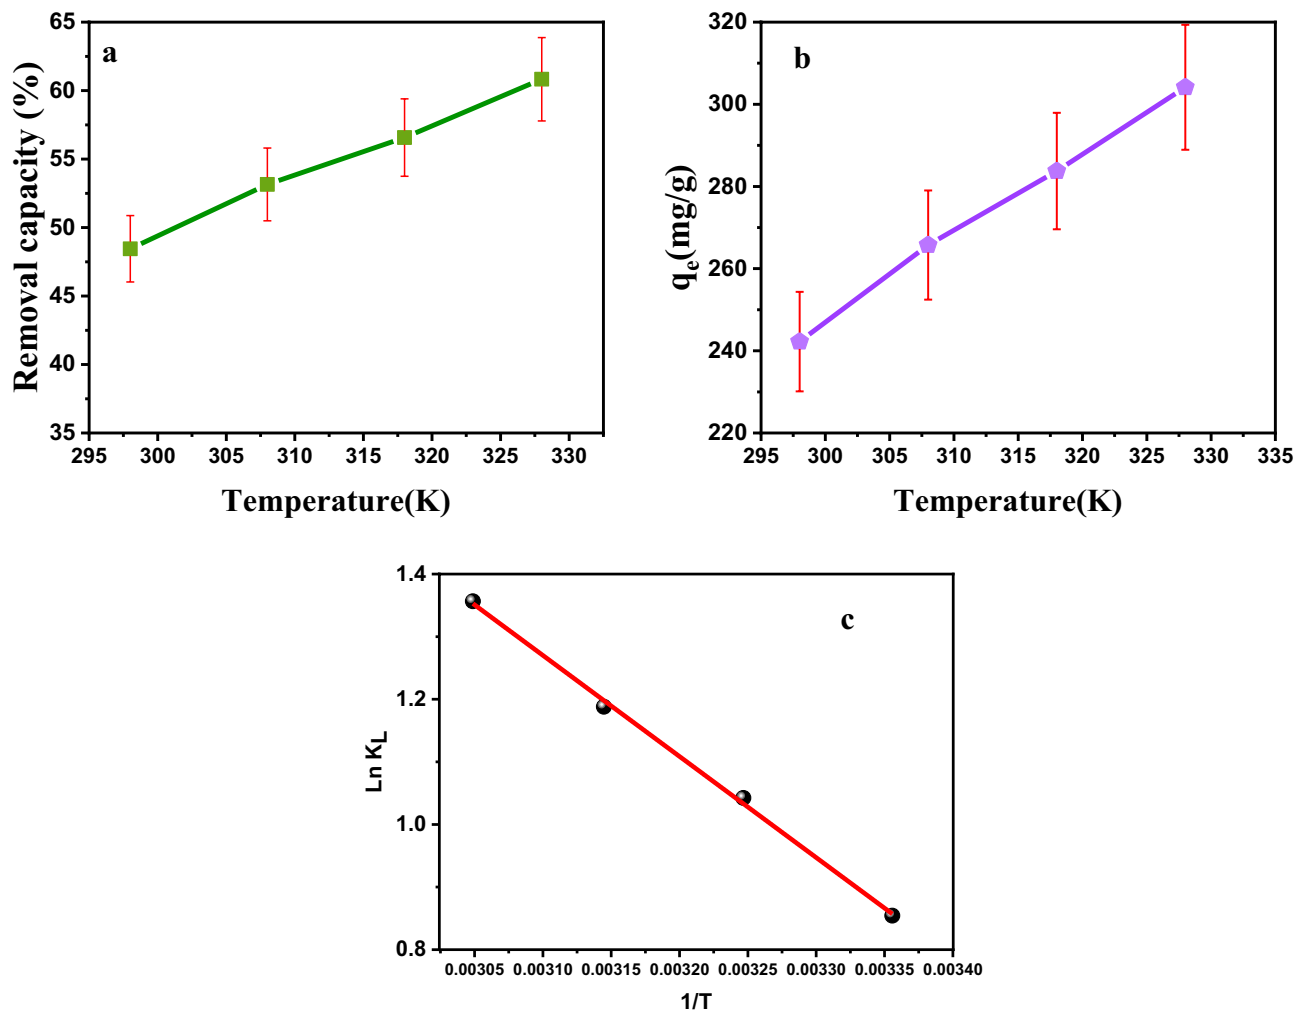 a
Removal capacity (%)
65
60
55
50
45
40
35
295 300 305 310 315 320 325 330
Temperature(K)
b
qₑ(mg/g)
320
300
280
260
240
220
295 300 305 310 315 320 325 330 335
Temperature(K)
c
Ln K_L
1.4
1.2
1.0
0.8
0.00305 0.00310 0.00315 0.00320 0.00325 0.00330 0.00335 0.00340
1/T